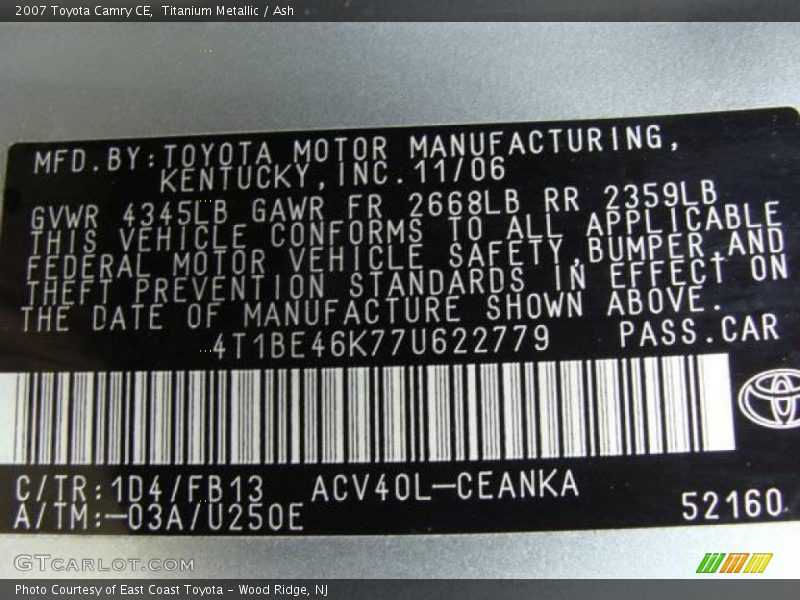 2007 Toyota Camry CE,  Titanium Metallic / Ash
MFD.BY:TOYOTA MOTOR MANUFACTURING,
KENTUCKY,INC.11/06
GVWR 4345LB GAWR FR 2668LB RR 2359LB
THIS VEHICLE CONFORMS TO ALL APPLICABLE
FEDERAL MOTOR VEHICLE SAFETY,BUMPER,AND
THEFT PREVENTION STANDARDS IN EFFECT ON
THE DATE OF MANUFACTURE SHOWN ABOVE.
4T1BE46K77U622779 PASS.CAR
C/TR:1D4/FB13 ACV40L-CEANKA
A/TM:-03A/U250E 52160
GTCARLOT.COM
Photo Courtesy of East Coast Toyota - Wood Ridge, NJ